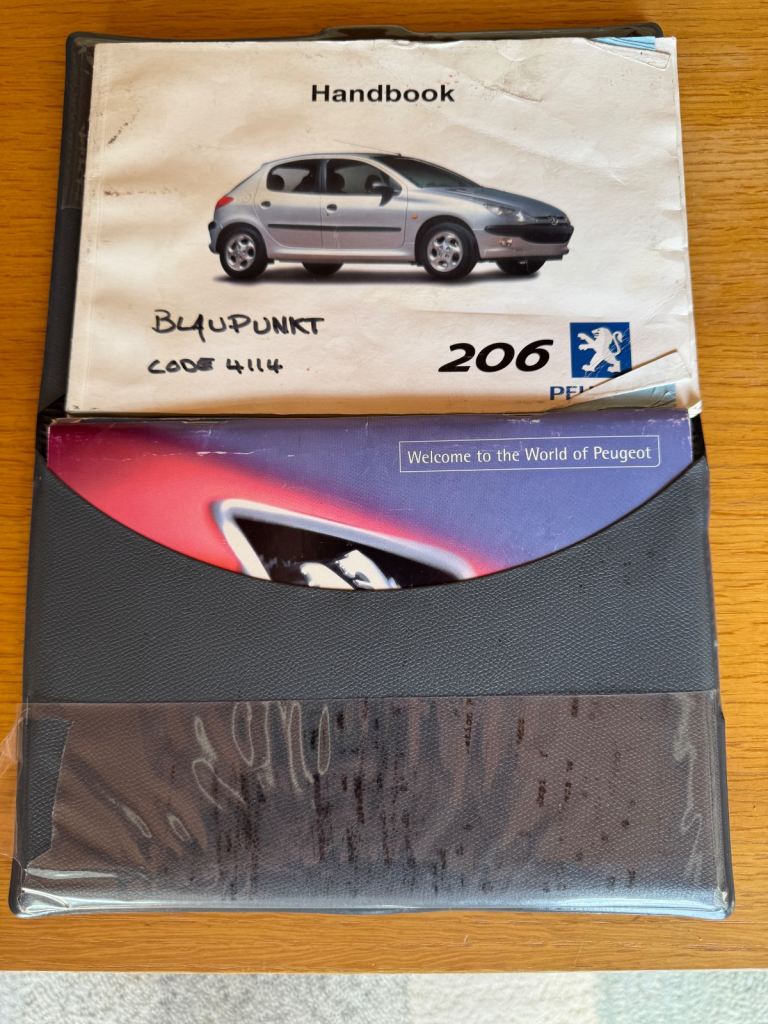 Handbook
BLAUPUNKT
CODE 4114
206
Welcome to the World of Peugeot